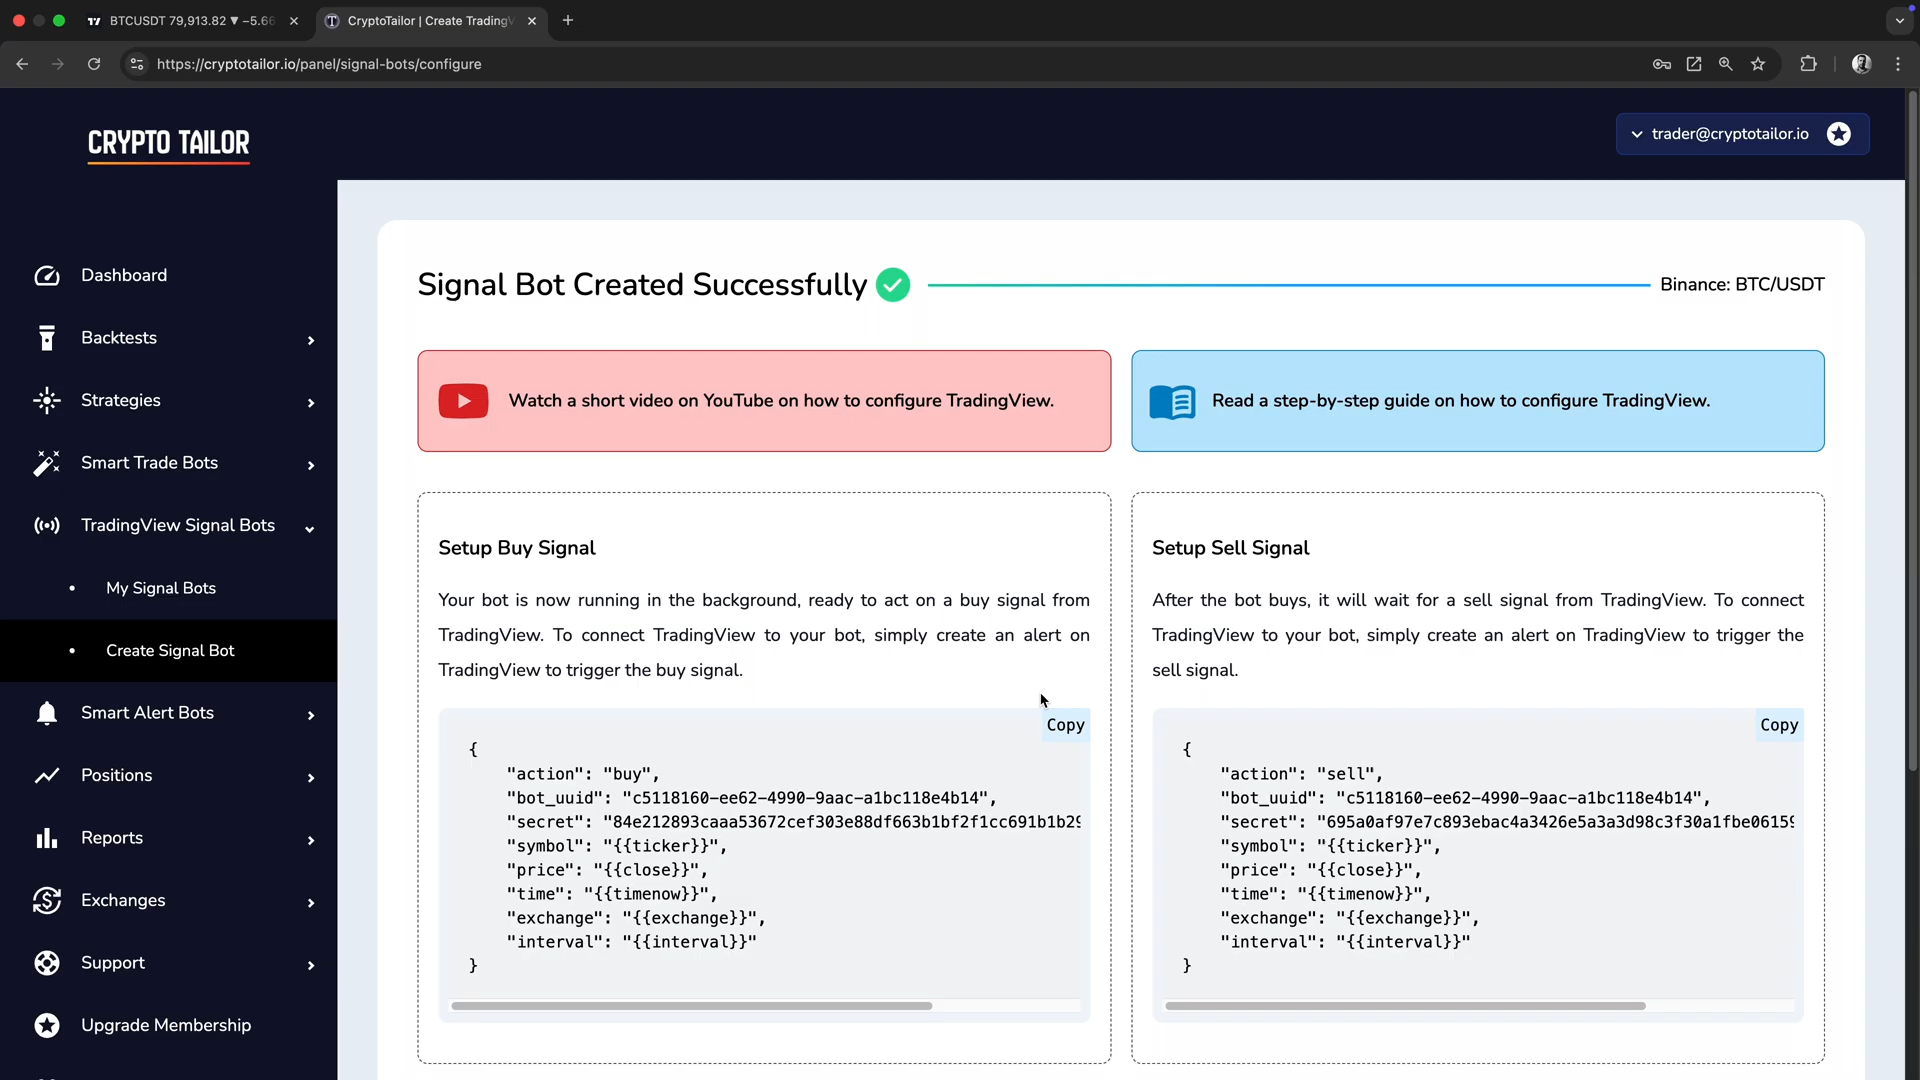 BTCUSDT 79,913.82 ▼ −5.66
CryptoTailor | Create TradingV
https://cryptotailor.io/panel/signal-bots/configure
CRYPTO TAILOR
trader@cryptotailor.io
Dashboard
Backtests
Strategies
Smart Trade Bots
TradingView Signal Bots
My Signal Bots
Create Signal Bot
Smart Alert Bots
Positions
Reports
Exchanges
Support
Upgrade Membership
Signal Bot Created Successfully
Binance: BTC/USDT
Watch a short video on YouTube on how to configure TradingView.
Read a step-by-step guide on how to configure TradingView.
Setup Buy Signal
Your bot is now running in the background, ready to act on a buy signal from
TradingView. To connect TradingView to your bot, simply create an alert on
TradingView to trigger the buy signal.
Copy
{
"action": "buy",
"bot_uuid": "c5118160-ee62-4990-9aac-a1bc118e4b14",
"secret": "84e212893caaa53672cef303e88df663b1bf2f1cc691b1b29
"symbol": "{{ticker}}",
"price": "{{close}}",
"time": "{{timenow}}",
"exchange": "{{exchange}}",
"interval": "{{interval}}"
}
Setup Sell Signal
After the bot buys, it will wait for a sell signal from TradingView. To connect
TradingView to your bot, simply create an alert on TradingView to trigger the
sell signal.
Copy
{
"action": "sell",
"bot_uuid": "c5118160-ee62-4990-9aac-a1bc118e4b14",
"secret": "695a0af97e7c893ebac4a3426e5a3a3d98c3f30a1fbe06159
"symbol": "{{ticker}}",
"price": "{{close}}",
"time": "{{timenow}}",
"exchange": "{{exchange}}",
"interval": "{{interval}}"
}